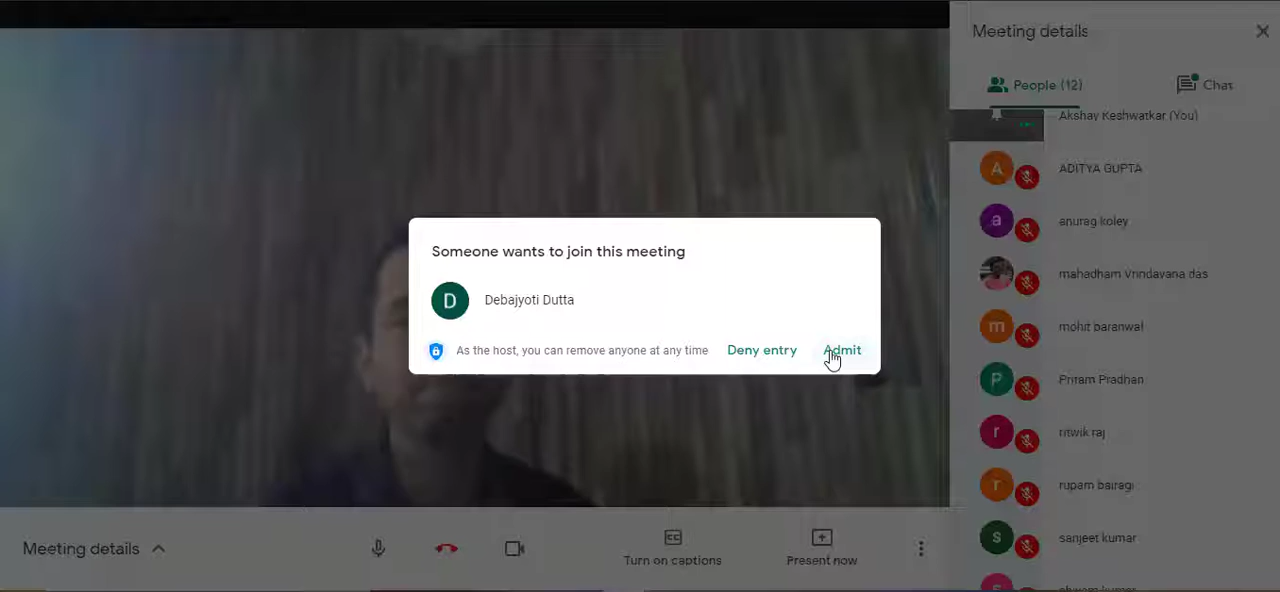 Meeting details
People (12)
Chat
Akshay Keshwatkar (You)
A
ADITYA GUPTA
a
anurag koley
mahadham Vrindavana das
m
mohit baranwal
P
Pritam Pradhan
r
ritwik raj
r
rupam bairagi
s
sanjeet kumar
Someone wants to join this meeting
D
Debajyoti Dutta
As the host, you can remove anyone at any time
Deny entry
Admit
Meeting details
CC
Turn on captions
Present now